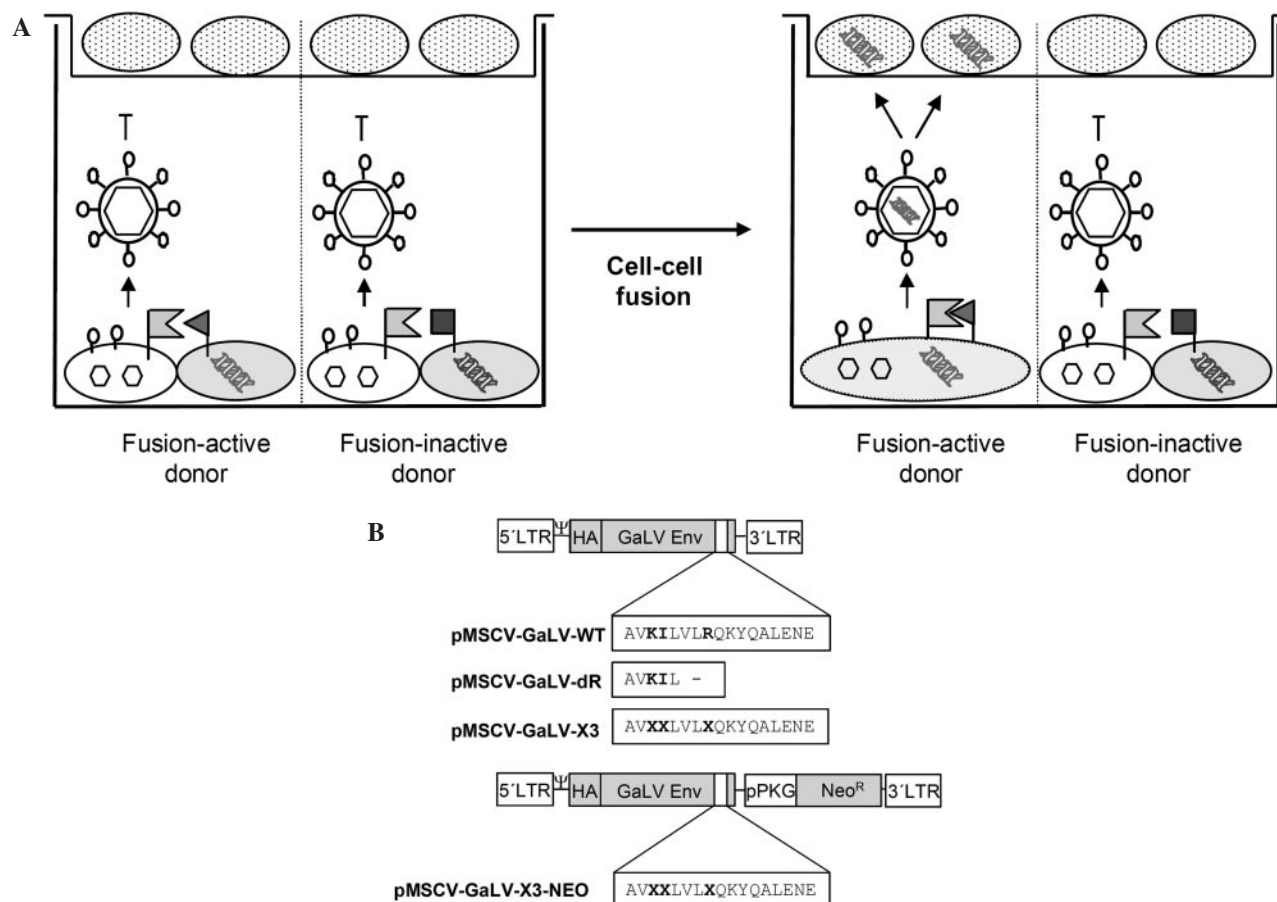 A
Cell-cell
fusion
Fusion-active
donor
Fusion-inactive
donor
Fusion-active
donor
Fusion-inactive
donor
B
5´LTR Ψ HA GaLV Env 3´LTR
pMSCV-GaLV-WT AVKILVLRQKYQALENE
pMSCV-GaLV-dR AVKIL –
pMSCV-GaLV-X3 AVXXLVLXQKYQALENE
5´LTR Ψ HA GaLV Env pPKG Neoᴿ 3´LTR
pMSCV-GaLV-X3-NEO AVXXLVLXQKYQALENE